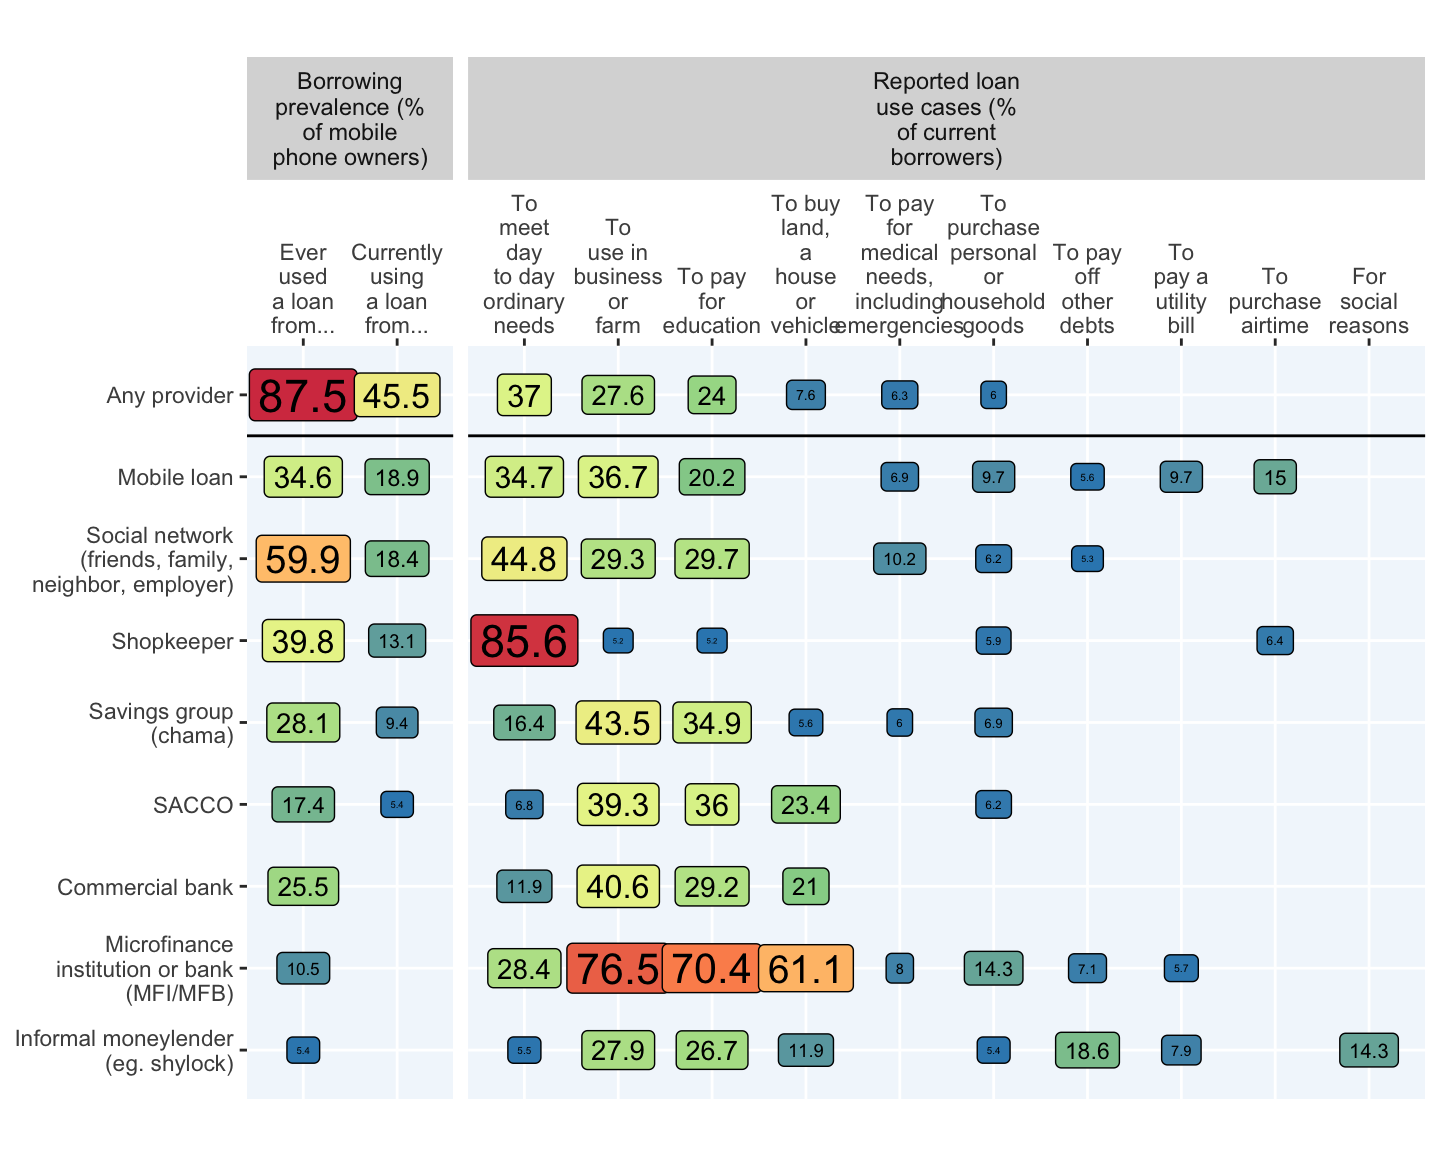 Borrowing
prevalence (%
of mobile
phone owners)
Reported loan
use cases (%
of current
borrowers)
Ever
used
a loan
from...
Currently
using
a loan
from...
To
meet
day
to day
ordinary
needs
To
use in
business
or
farm
To pay
for
education
To buy
land,
a
house
or
vehicle
To pay
for
medical
needs,
including
emergencies
To
purchase
personal
or
household
goods
To pay
off
other
debts
To
pay a
utility
bill
To
purchase
airtime
For
social
reasons
Any provider 87.5 45.5 37 27.6 24 7.6 6.3 6
Mobile loan 34.6 18.9 34.7 36.7 20.2 6.9 9.7 5.6 9.7 15
Social network
(friends, family,
neighbor, employer)
59.9 18.4 44.8 29.3 29.7 10.2 6.2 5.3
Shopkeeper 39.8 13.1 85.6 5.2 5.2 5.9 6.4
Savings group
(chama)
28.1 9.4 16.4 43.5 34.9 5.6 6 6.9
SACCO 17.4 5.4 6.8 39.3 36 23.4 6.2
Commercial bank 25.5 11.9 40.6 29.2 21
Microfinance
institution or bank
(MFI/MFB)
10.5 28.4 76.5 70.4 61.1 8 14.3 7.1 5.7
Informal moneylender
(eg. shylock)
5.4 5.5 27.9 26.7 11.9 5.4 18.6 7.9 14.3